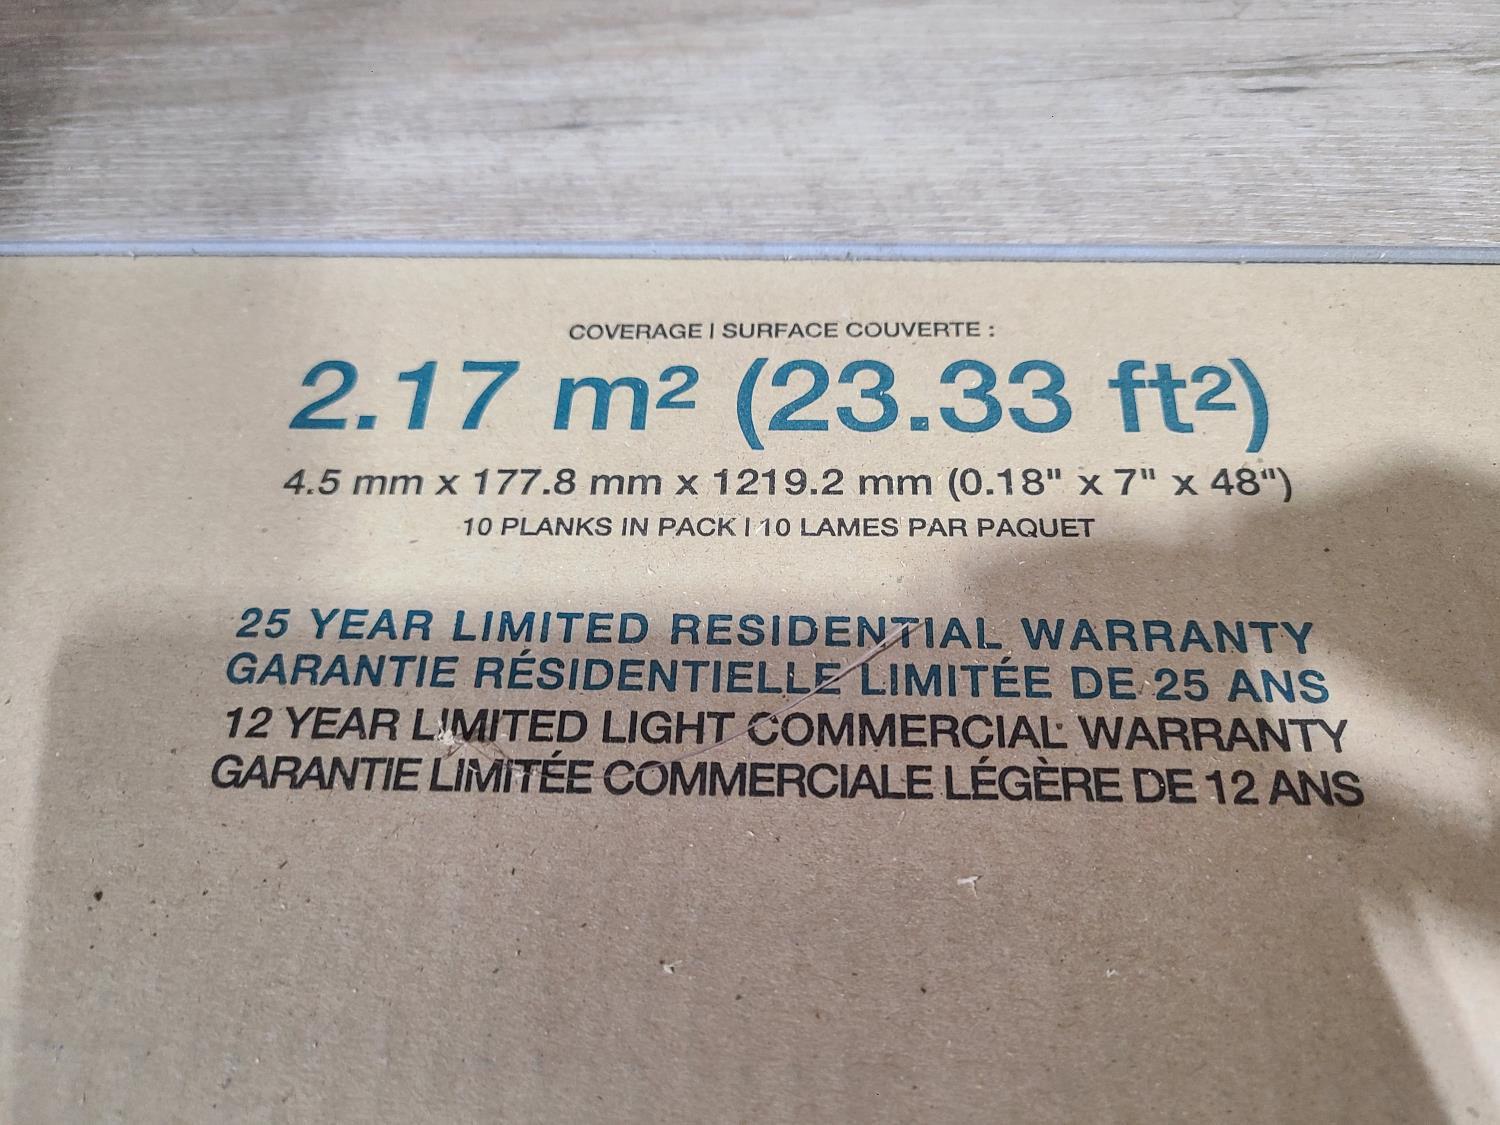 COVERAGE | SURFACE COUVERTE :
2.17 m² (23.33 ft²)
4.5 mm x 177.8 mm x 1219.2 mm (0.18" x 7" x 48")
10 PLANKS IN PACK | 10 LAMES PAR PAQUET
25 YEAR LIMITED RESIDENTIAL WARRANTY
GARANTIE RÉSIDENTIELLE LIMITÉE DE 25 ANS
12 YEAR LIMITED LIGHT COMMERCIAL WARRANTY
GARANTIE LIMITÉE COMMERCIALE LÉGÈRE DE 12 ANS